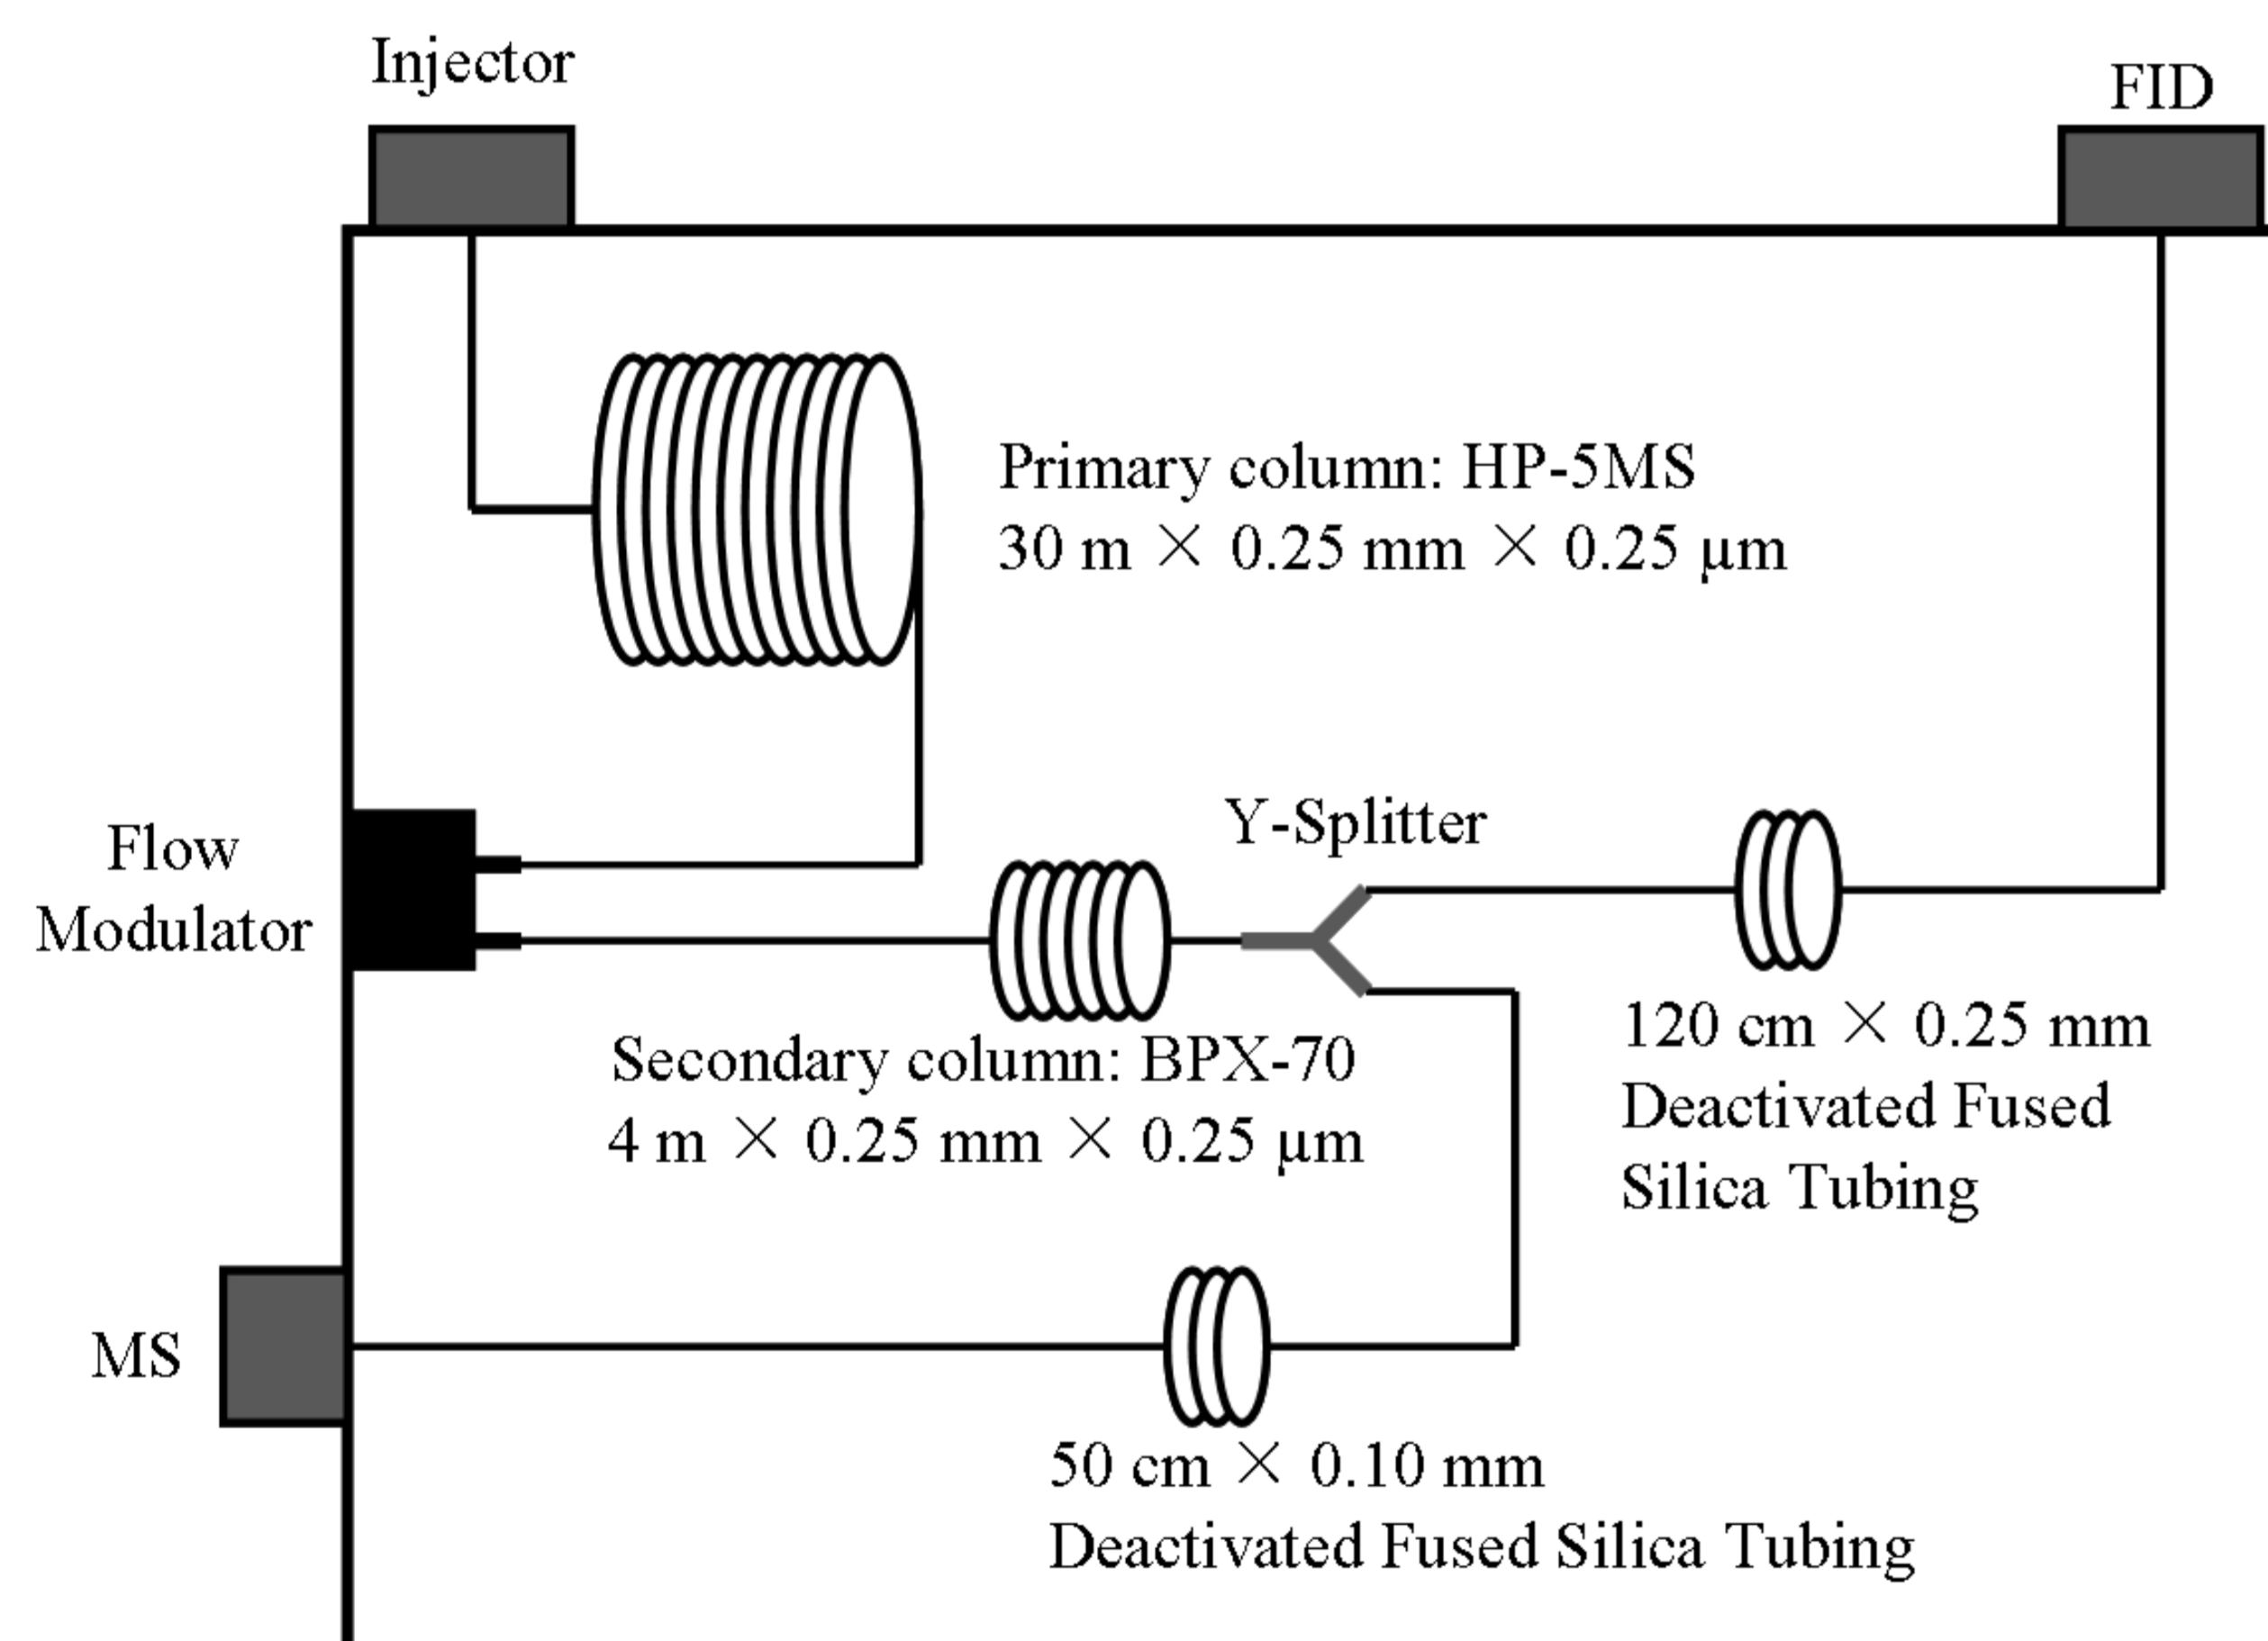 Injector
FID
Primary column: HP-5MS
30 m × 0.25 mm × 0.25 µm
Flow
Modulator
Y-Splitter
Secondary column: BPX-70
4 m × 0.25 mm × 0.25 µm
120 cm × 0.25 mm
Deactivated Fused
Silica Tubing
MS
50 cm × 0.10 mm
Deactivated Fused Silica Tubing